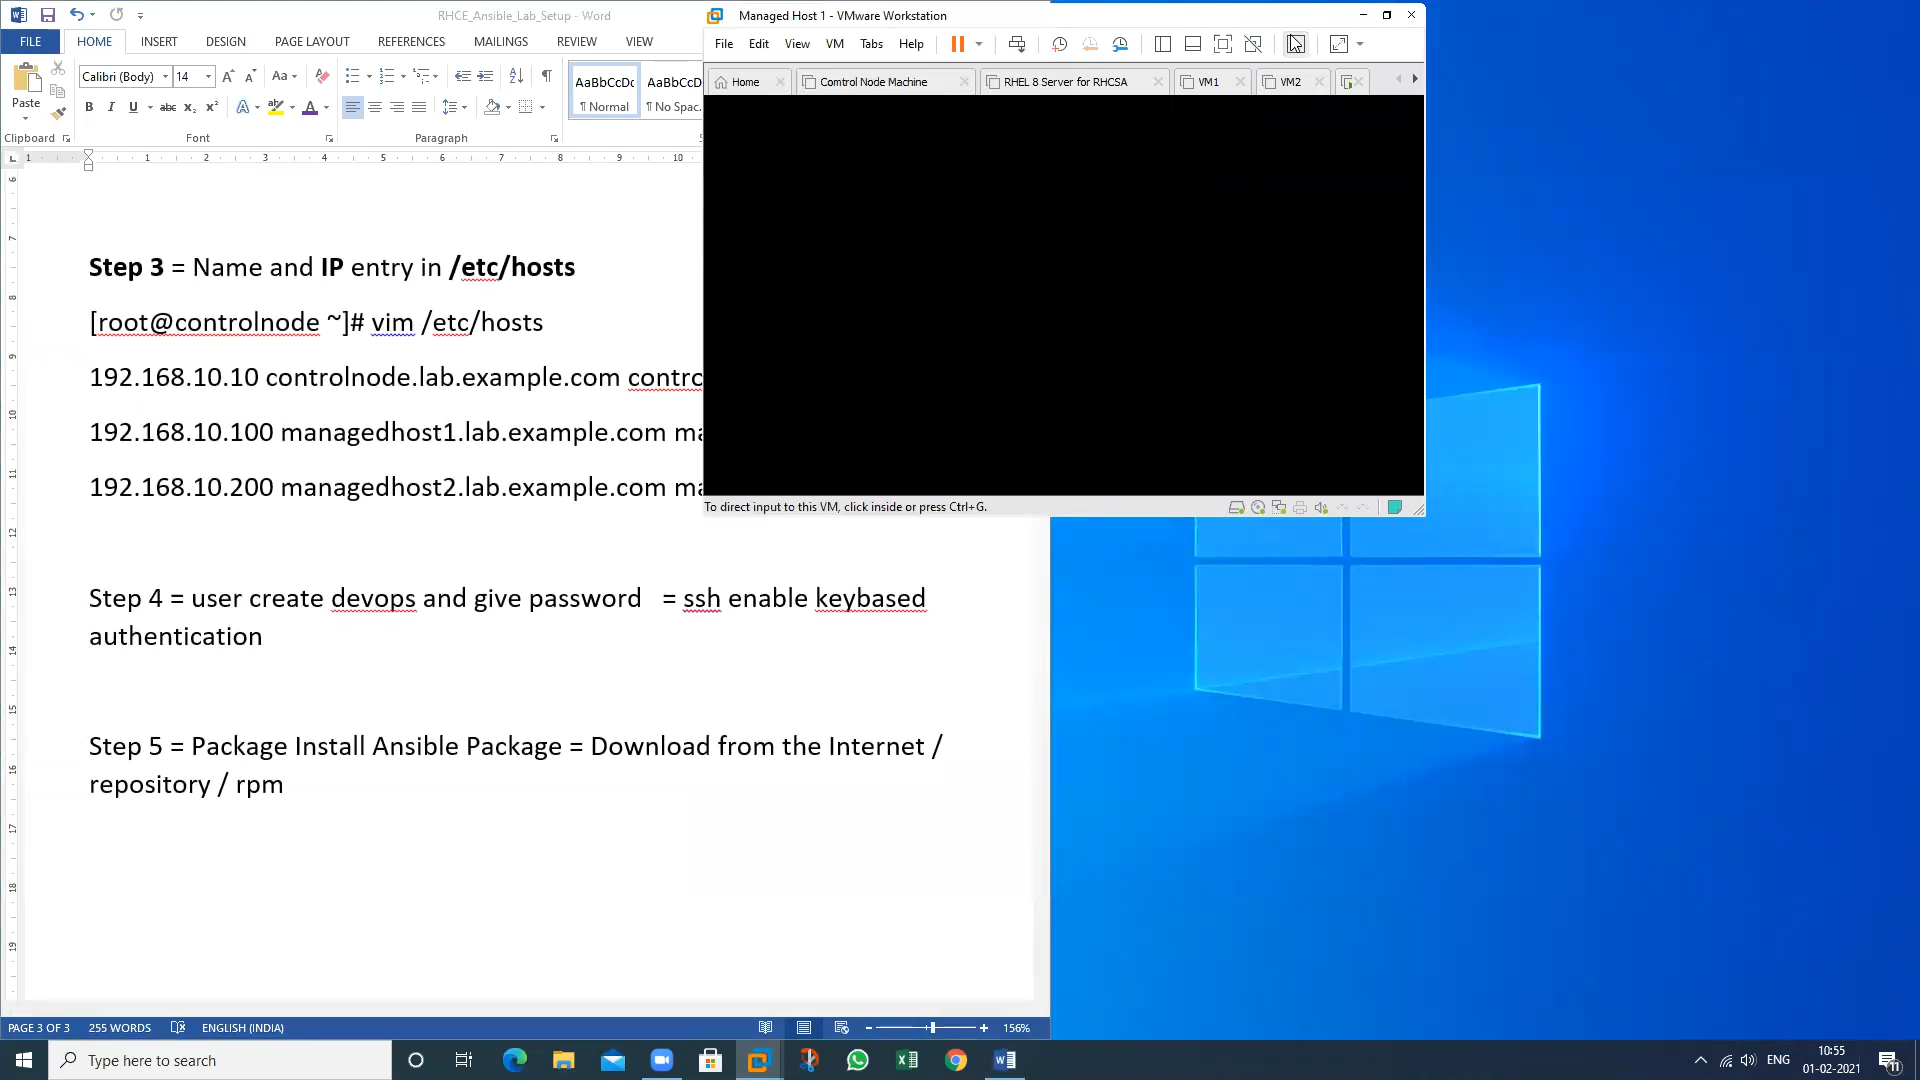 RHCE_Ansible_Lab_Setup - Word
FILE HOME INSERT DESIGN PAGE LAYOUT REFERENCES MAILINGS REVIEW VIEW
Paste
Calibri (Body) 14
Clipboard Font Paragraph
AaBbCcDc AaBbCcD
¶ Normal ¶ No Spac.
Step 3 = Name and IP entry in /etc/hosts
[root@controlnode ~]# vim /etc/hosts
192.168.10.10 controlnode.lab.example.com contro
192.168.10.100 managedhost1.lab.example.com ma
192.168.10.200 managedhost2.lab.example.com ma
Step 4 = user create devops and give password = ssh enable keybased
authentication
Step 5 = Package Install Ansible Package = Download from the Internet /
repository / rpm
PAGE 3 OF 3 255 WORDS ENGLISH (INDIA) 156%
Managed Host 1 - VMware Workstation
File Edit View VM Tabs Help
Home Comtrol Node Machine RHEL 8 Server for RHCSA VM1 VM2
To direct input to this VM, click inside or press Ctrl+G.
Type here to search
ENG
10:55
01-02-2021
11